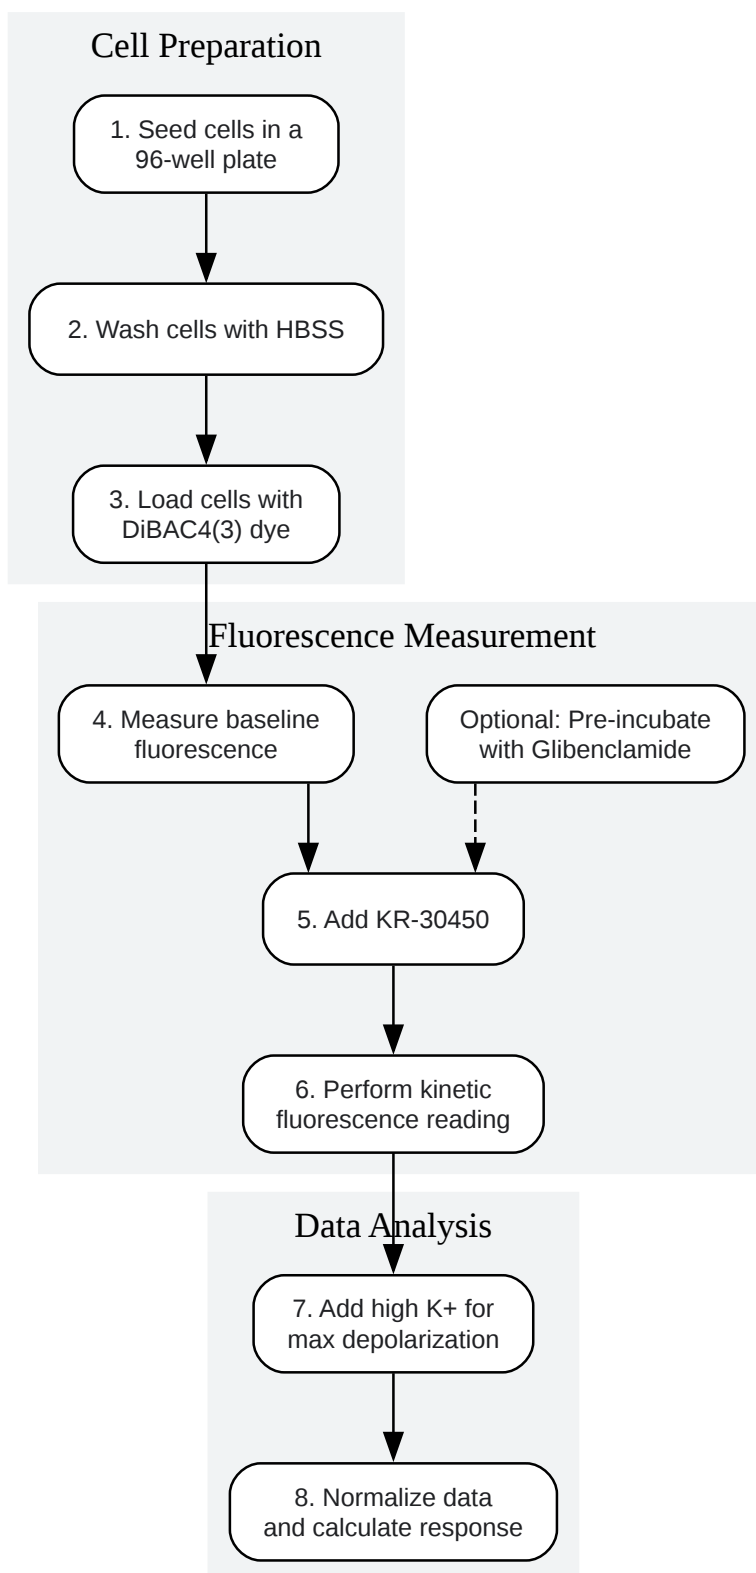 Cell Preparation
1. Seed cells in a
96-well plate
2. Wash cells with HBSS
3. Load cells with
DiBAC4(3) dye
Fluorescence Measurement
4. Measure baseline
fluorescence
Optional: Pre-incubate
with Glibenclamide
5. Add KR-30450
6. Perform kinetic
fluorescence reading
Data Analysis
7. Add high K+ for
max depolarization
8. Normalize data
and calculate response